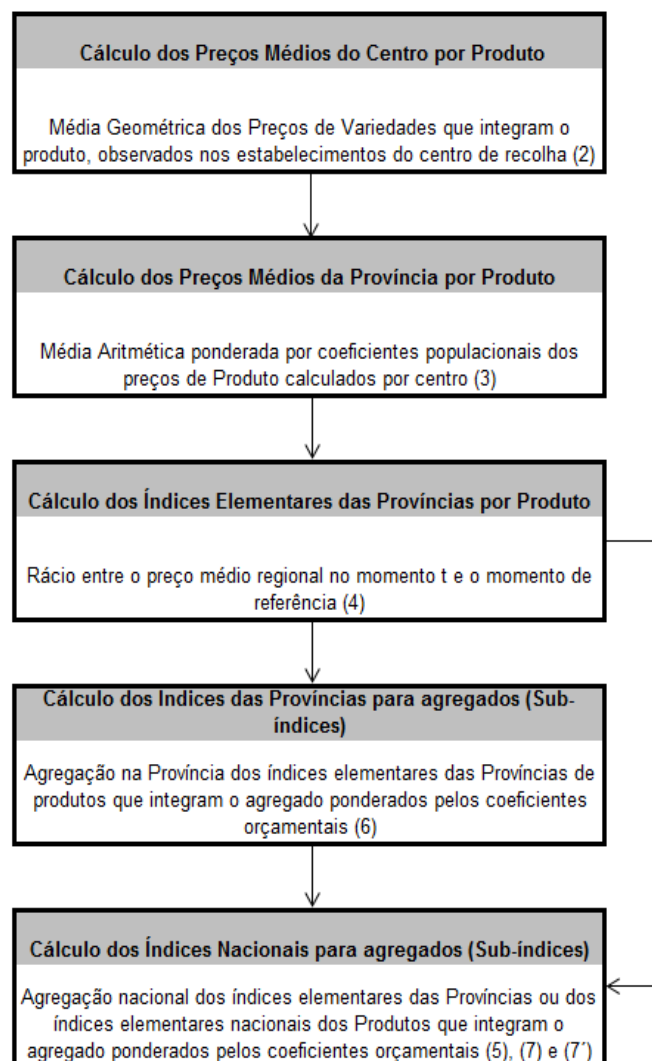 Cálculo dos Preços Médios do Centro por Produto
Média Geométrica dos Preços de Variedades que integram o
produto, observados nos estabelecimentos do centro de recolha (2)
Cálculo dos Preços Médios da Província por Produto
Média Aritmética ponderada por coeficientes populacionais dos
preços de Produto calculados por centro (3)
Cálculo dos Índices Elementares das Províncias por Produto
Rácio entre o preço médio regional no momento t e o momento de
referência (4)
Cálculo dos Indices das Províncias para agregados (Sub-
índices)
Agregação na Província dos índices elementares das Províncias de
produtos que integram o agregado ponderados pelos coeficientes
orçamentais (6)
Cálculo dos Índices Nacionais para agregados (Sub-índices)
Agregação nacional dos índices elementares das Províncias ou dos
índices elementares nacionais dos Produtos que integram o
agregado ponderados pelos coeficientes orçamentais (5), (7) e (7´)